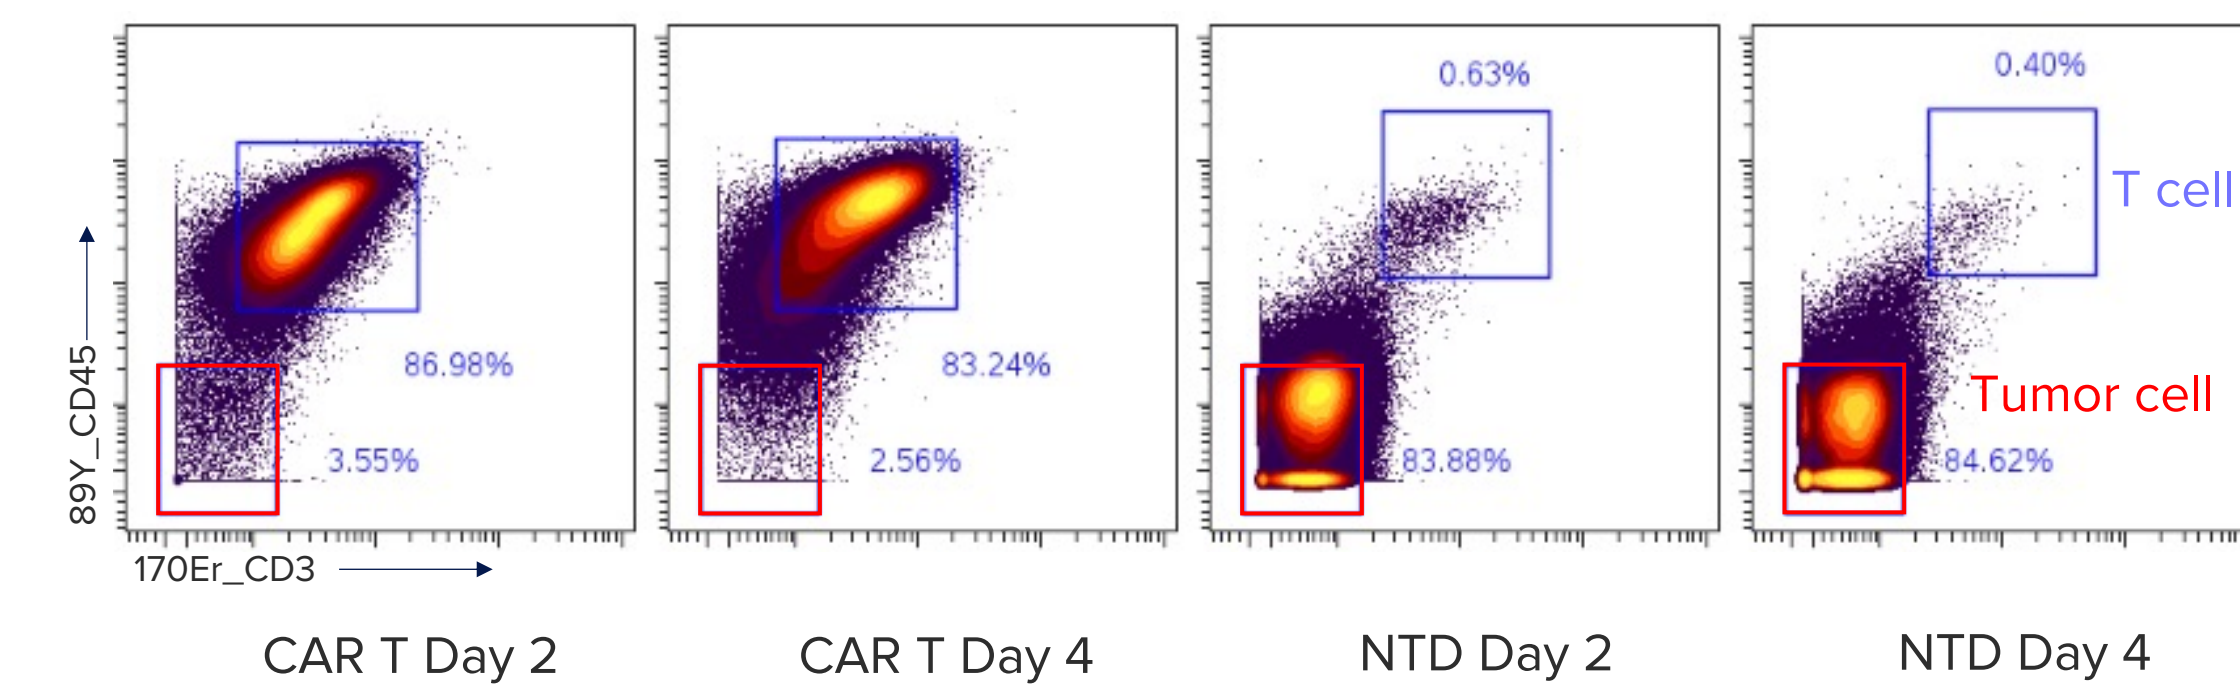 0.63%
0.40%
T cell
86.98%
83.24%
Tumor cell
3.55%
2.56%
83.88%
84.62%
89Y_CD45
170Er_CD3
CAR T Day 2
CAR T Day 4
NTD Day 2
NTD Day 4